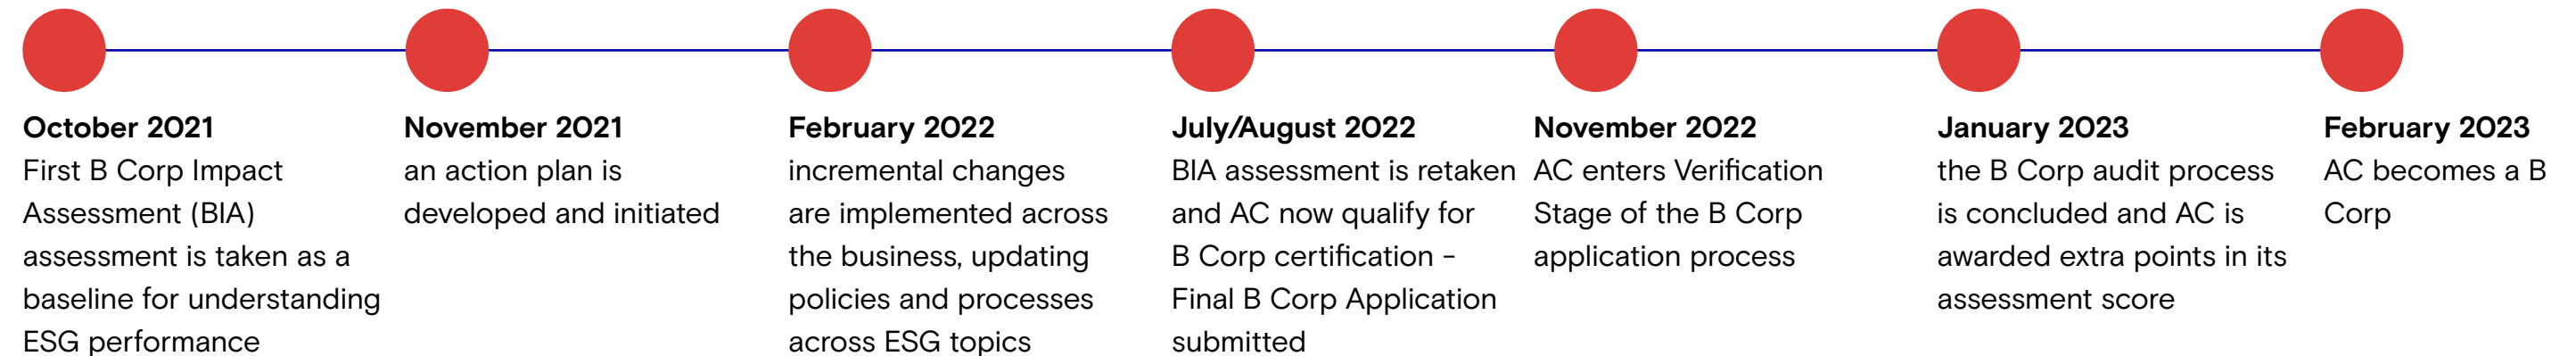 October 2021
First B Corp Impact
Assessment (BIA)
assessment is taken as a
baseline for understanding
ESG performance
November 2021
an action plan is
developed and initiated
February 2022
incremental changes
are implemented across
the business, updating
policies and processes
across ESG topics
July/August 2022
BIA assessment is retaken
and AC now qualify for
B Corp certification –
Final B Corp Application
submitted
November 2022
AC enters Verification
Stage of the B Corp
application process
January 2023
the B Corp audit process
is concluded and AC is
awarded extra points in its
assessment score
February 2023
AC becomes a B
Corp